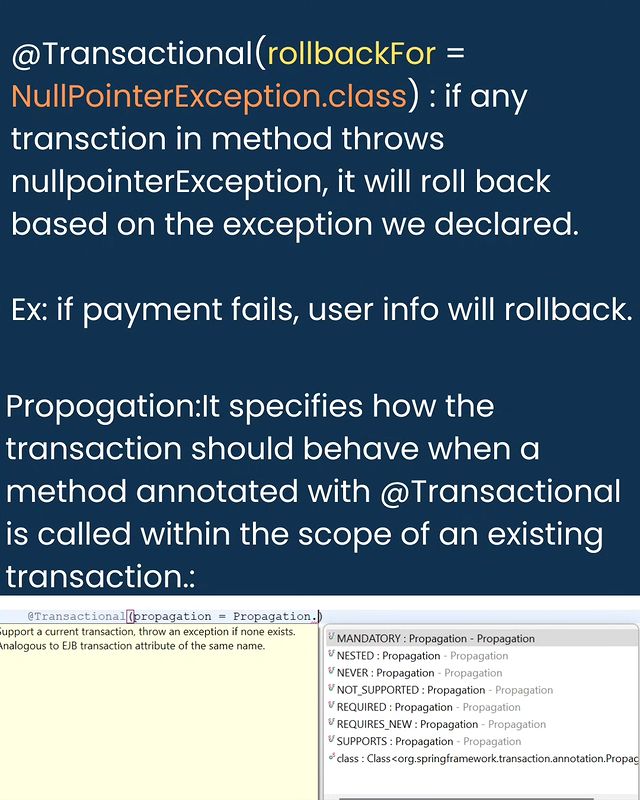 @Transactional(rollbackFor =
NullPointerException.class) : if any
transction in method throws
nullpointerException, it will roll back
based on the exception we declared.
Ex: if payment fails, user info will rollback.
Propogation:It specifies how the
transaction should behave when a
method annotated with @Transactional
is called within the scope of an existing
transaction.:
@Transactional(propagation = Propagation.)
Support a current transaction, throw an exception if none exists.
Analogous to EJB transaction attribute of the same name.
MANDATORY : Propagation - Propagation
NESTED : Propagation - Propagation
NEVER : Propagation - Propagation
NOT_SUPPORTED : Propagation - Propagation
REQUIRED : Propagation - Propagation
REQUIRES_NEW : Propagation - Propagation
SUPPORTS : Propagation - Propagation
class : Class<org.springframework.transaction.annotation.Propag